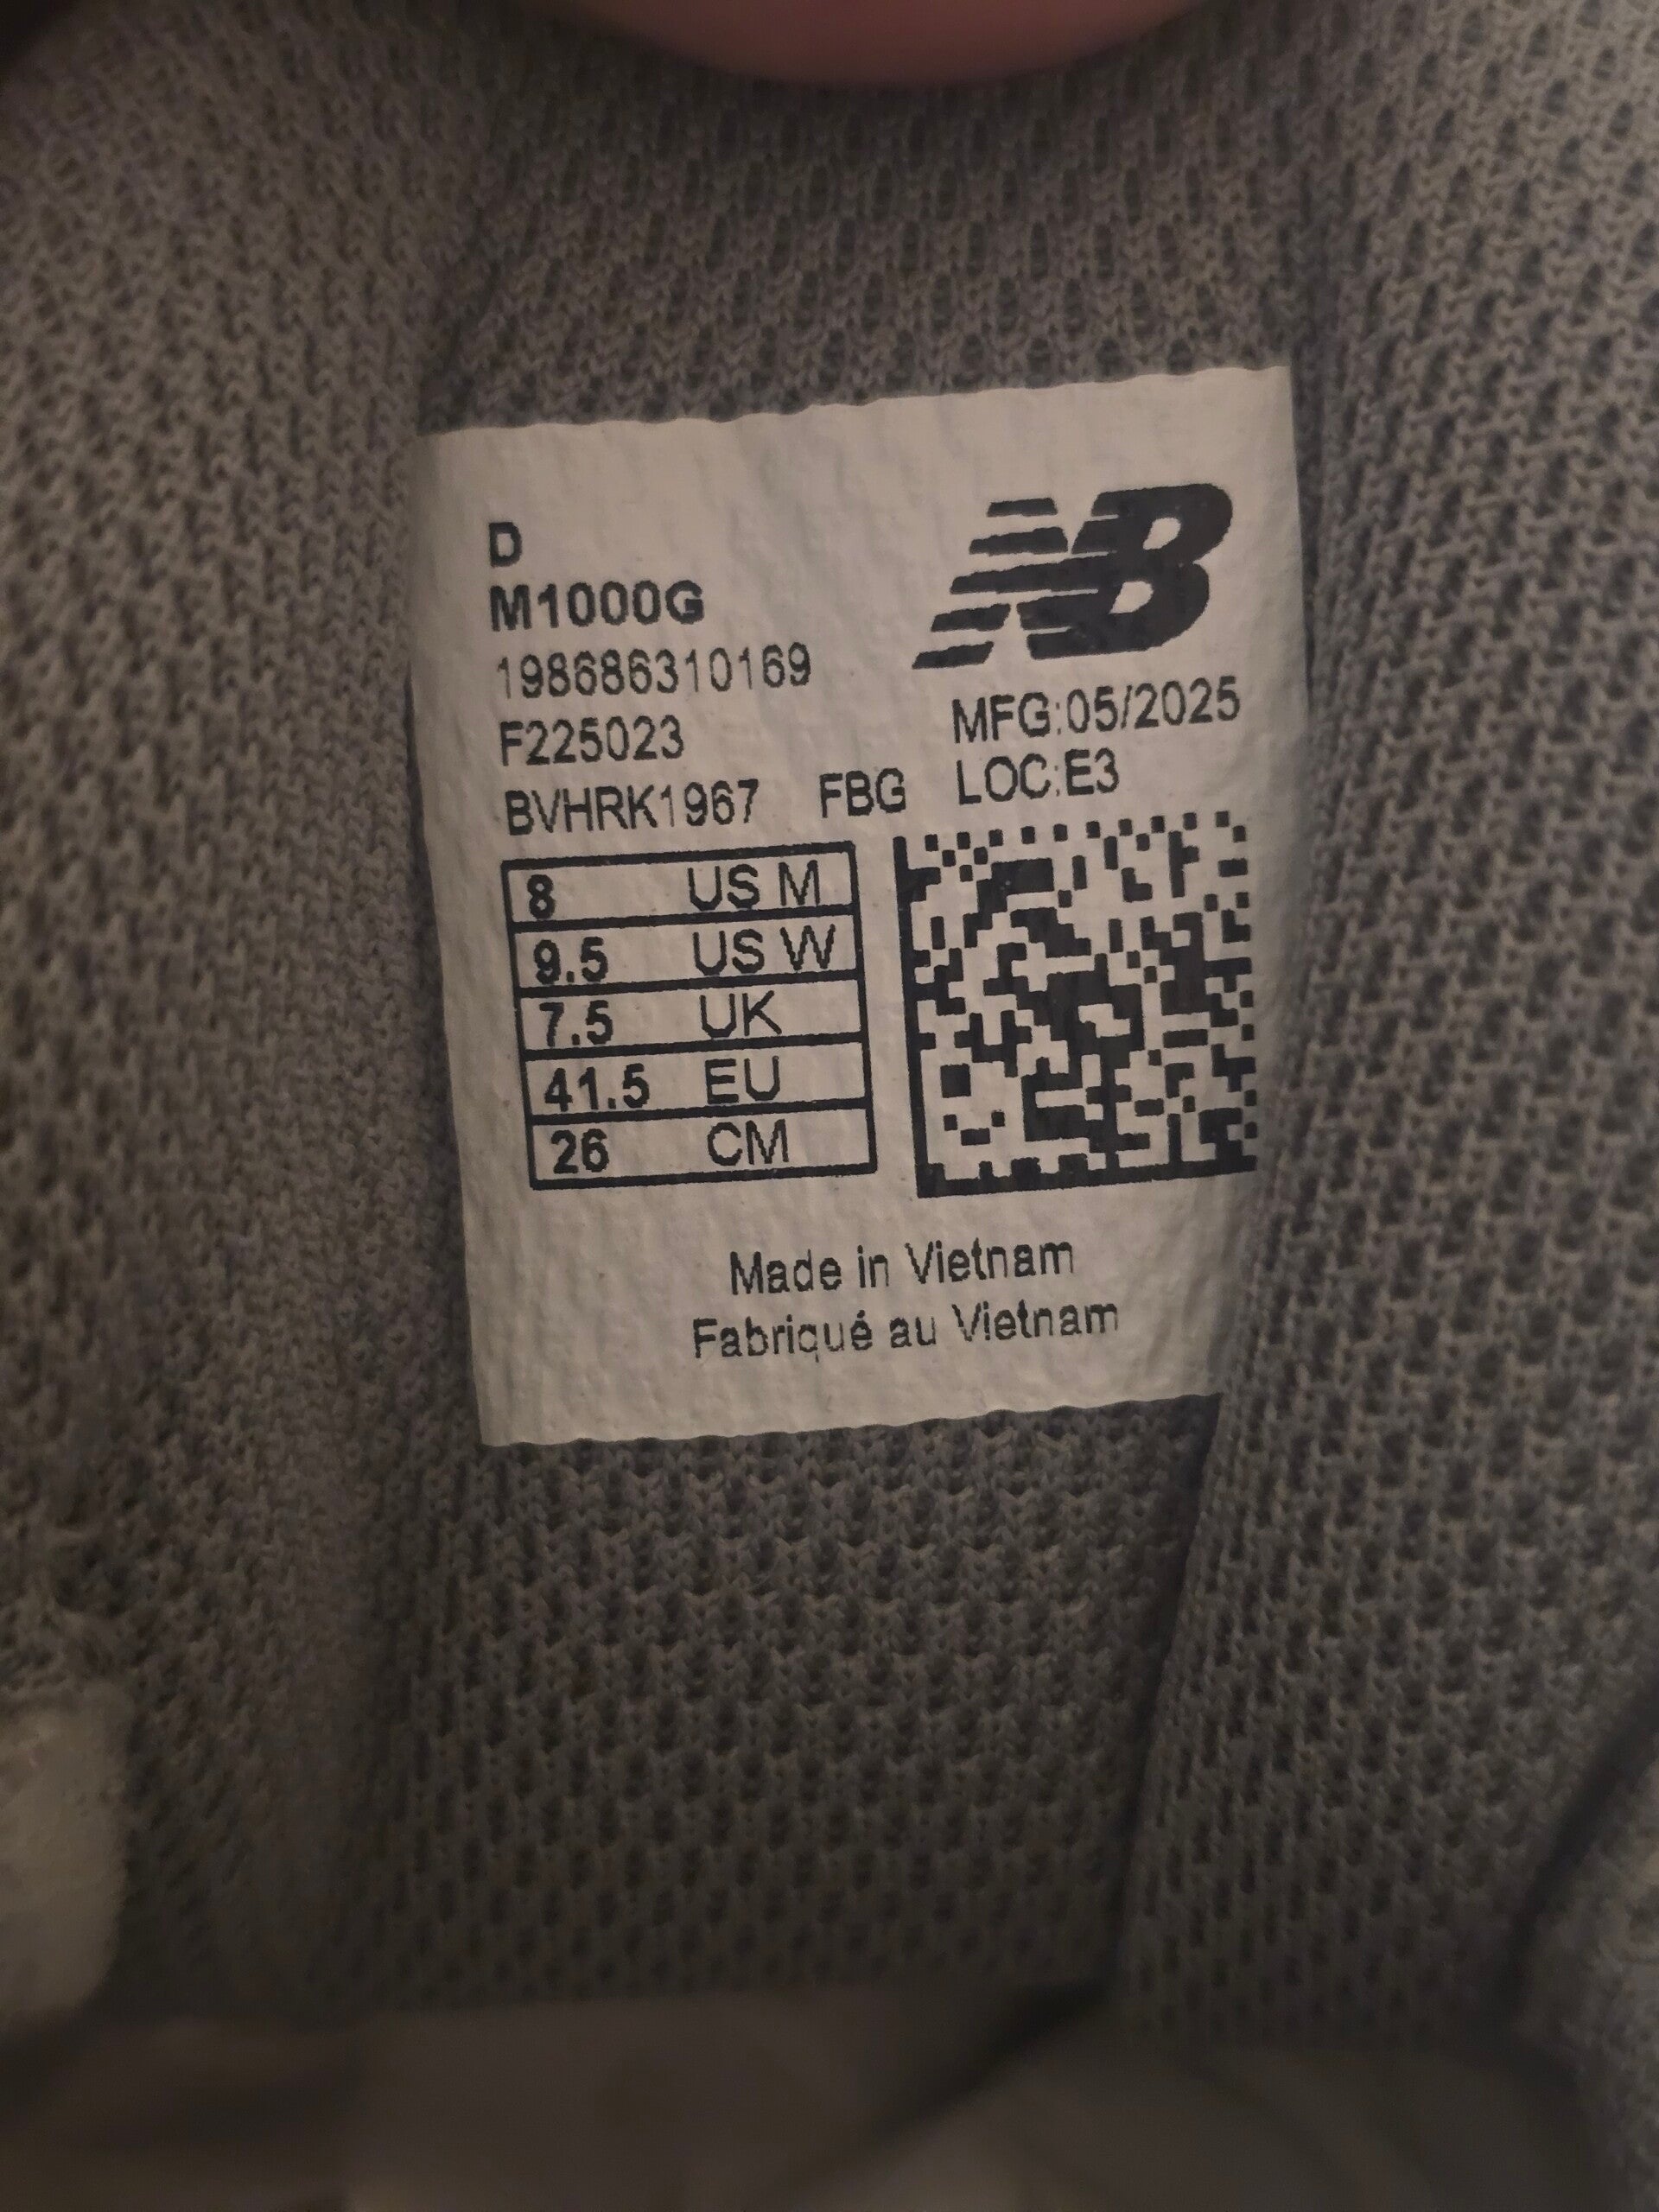 D
M1000G
198686310169
F225023
BVHRK1967 FBG
NB
MFG:05/2025
LOC:E3
8 US M
9.5 US W
7.5 UK
41.5 EU
26 CM
Made in Vietnam
Fabriqué au Vietnam